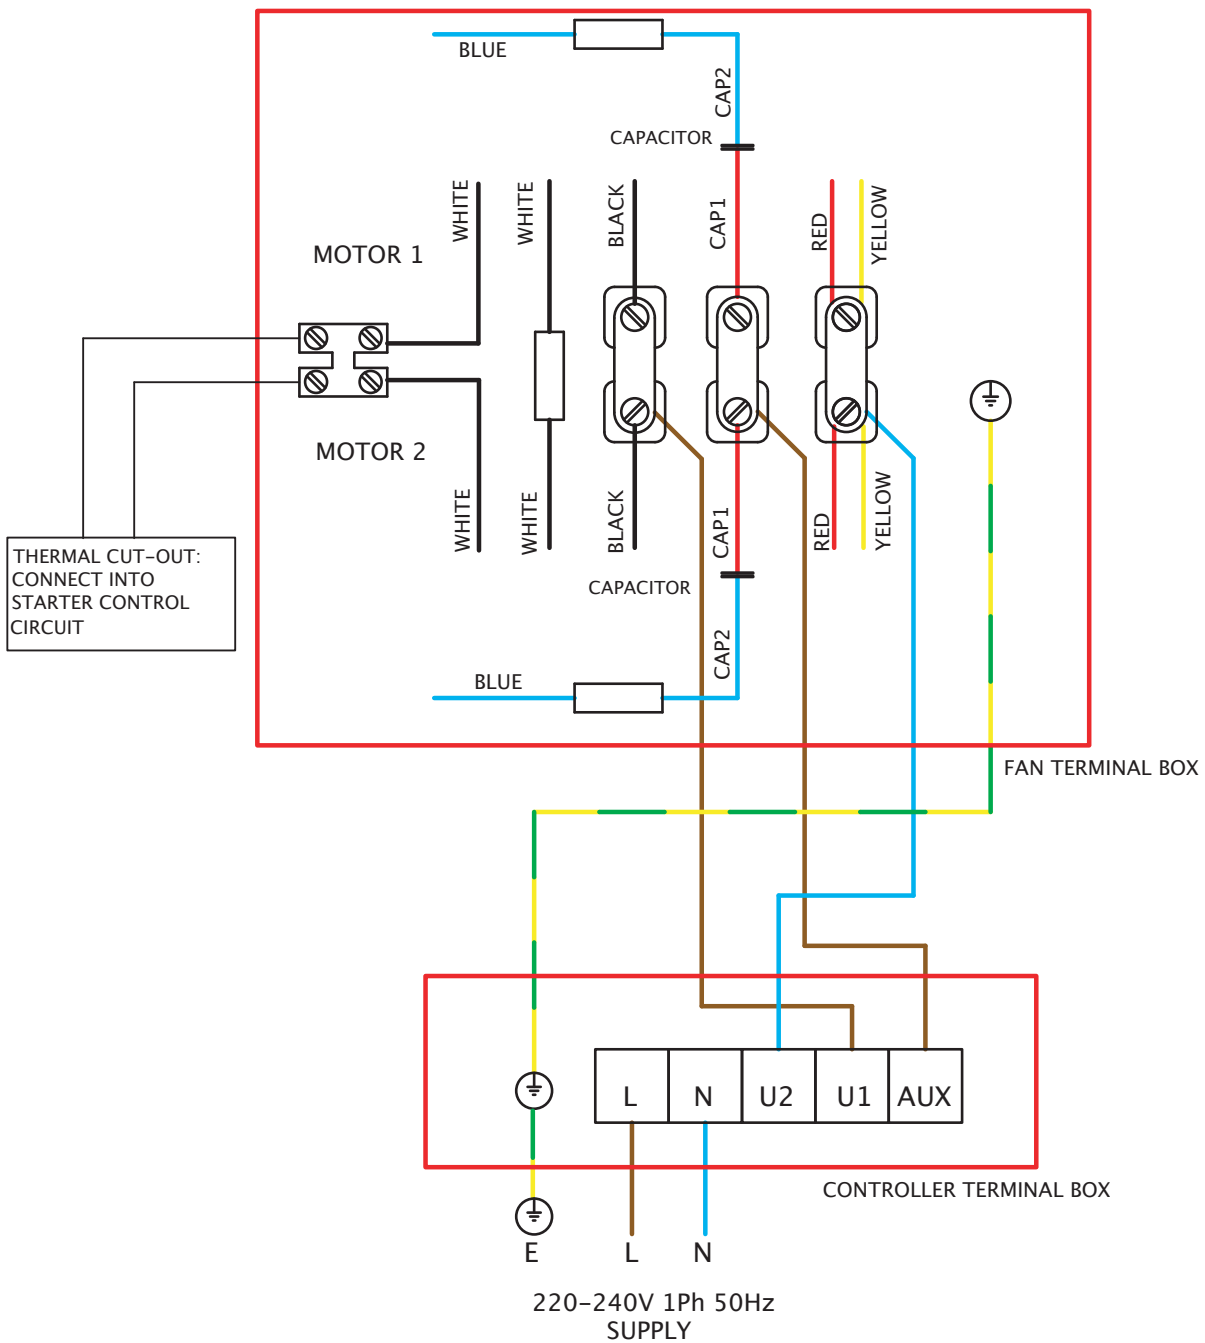 BLUE
CAP2
CAPACITOR
WHITE
WHITE
BLACK
CAP1
RED
YELLOW
MOTOR 1
MOTOR 2
WHITE
WHITE
BLACK
CAP1
RED
YELLOW
THERMAL CUT-OUT:
CONNECT INTO
STARTER CONTROL
CIRCUIT
CAPACITOR
CAP2
BLUE
FAN TERMINAL BOX
L
N
U2
U1
AUX
CONTROLLER TERMINAL BOX
E
L
N
220-240V 1Ph 50Hz
SUPPLY